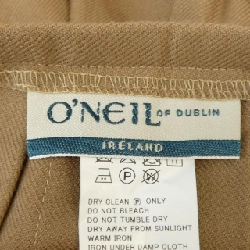 O'NEIL OF DUBLIN
IRELAND
DRY CLEAN Ⓟ ONLY
DO NOT BLEACH
DO NOT TUMBLE DRY
DRY AWAY FROM SUNLIGHT
WARM IRON
IRON UNDER DAMP CLOTH